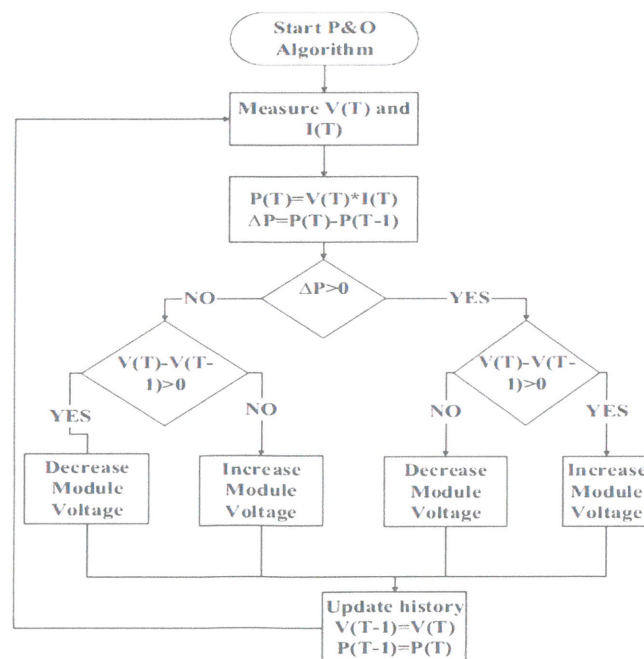 Start P&O
Algorithm
Measure V(T) and
I(T)
P(T)=V(T)*I(T)
ΔP=P(T)-P(T-1)
ΔP>0
NO
YES
V(T)-V(T-
1)>0
V(T)-V(T-
1)>0
YES
NO
NO
YES
Decrease
Module
Voltage
Increase
Module
Voltage
Decrease
Module
Voltage
Increase
Module
Voltage
Update history
V(T-1)=V(T)
P(T-1)=P(T)